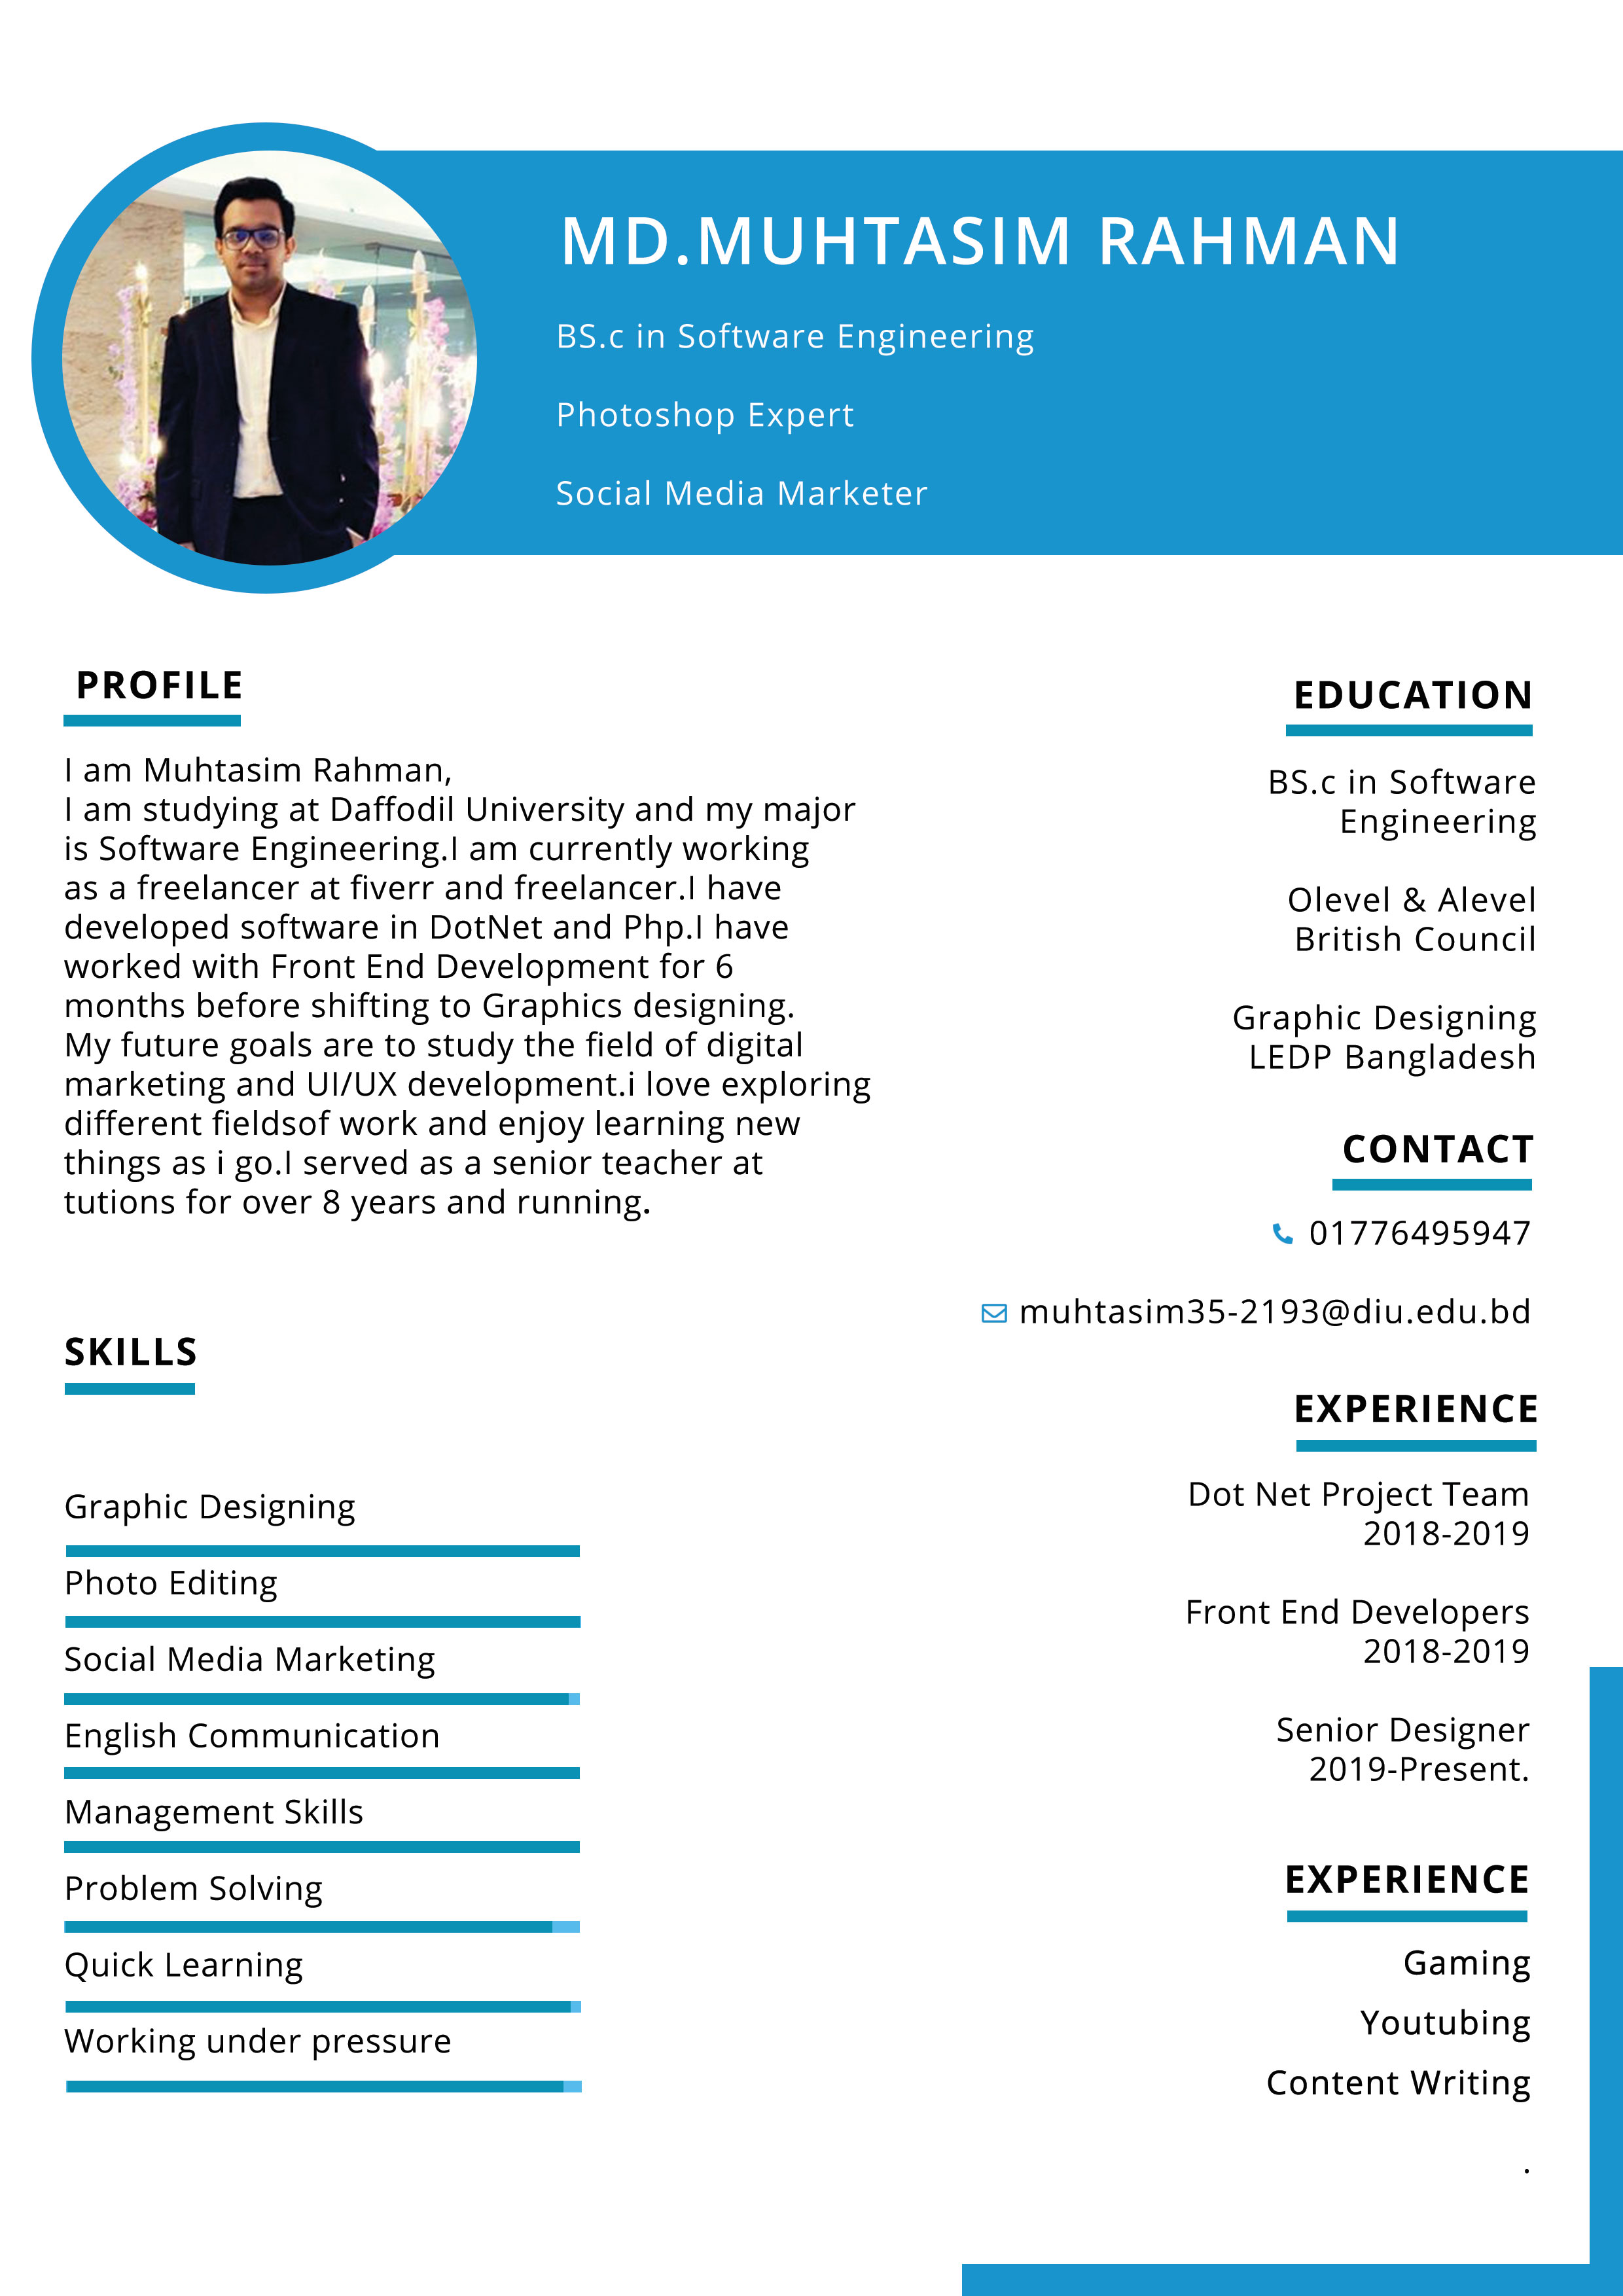 MD.MUHTASIM RAHMAN
BS.c in Software Engineering
Photoshop Expert
Social Media Marketer
PROFILE
I am Muhtasim Rahman,
I am studying at Daffodil University and my major
is Software Engineering.I am currently working
as a freelancer at fiverr and freelancer.I have
developed software in DotNet and Php.I have
worked with Front End Development for 6
months before shifting to Graphics designing.
My future goals are to study the field of digital
marketing and UI/UX development.i love exploring
different fieldsof work and enjoy learning new
things as i go.I served as a senior teacher at
tutions for over 8 years and running.
SKILLS
Graphic Designing
Photo Editing
Social Media Marketing
English Communication
Management Skills
Problem Solving
Quick Learning
Working under pressure
EDUCATION
BS.c in Software
Engineering
Olevel & Alevel
British Council
Graphic Designing
LEDP Bangladesh
CONTACT
01776495947
muhtasim35-2193@diu.edu.bd
EXPERIENCE
Dot Net Project Team
2018-2019
Front End Developers
2018-2019
Senior Designer
2019-Present.
EXPERIENCE
Gaming
Youtubing
Content Writing
.